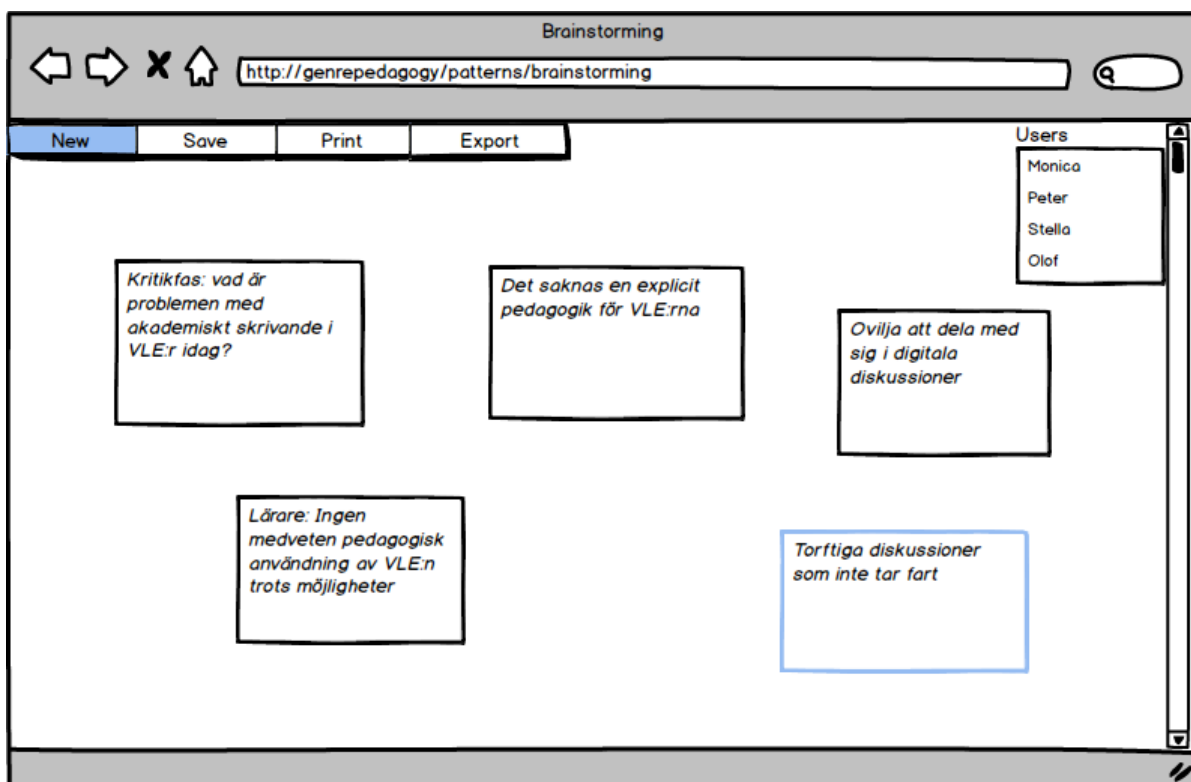 Brainstorming
http://genrepedagogy/patterns/brainstorming
New
Save
Print
Export
Users
Monica
Peter
Stella
Olof
Kritikfas: vad är
problemen med
akademiskt skrivande i
VLE:r idag?
Det saknas en explicit
pedagogik för VLE:rna
Ovilja att dela med
sig i digitala
diskussioner
Lärare: Ingen
medveten pedagogisk
användning av VLE:n
trots möjligheter
Torftiga diskussioner
som inte tar fart